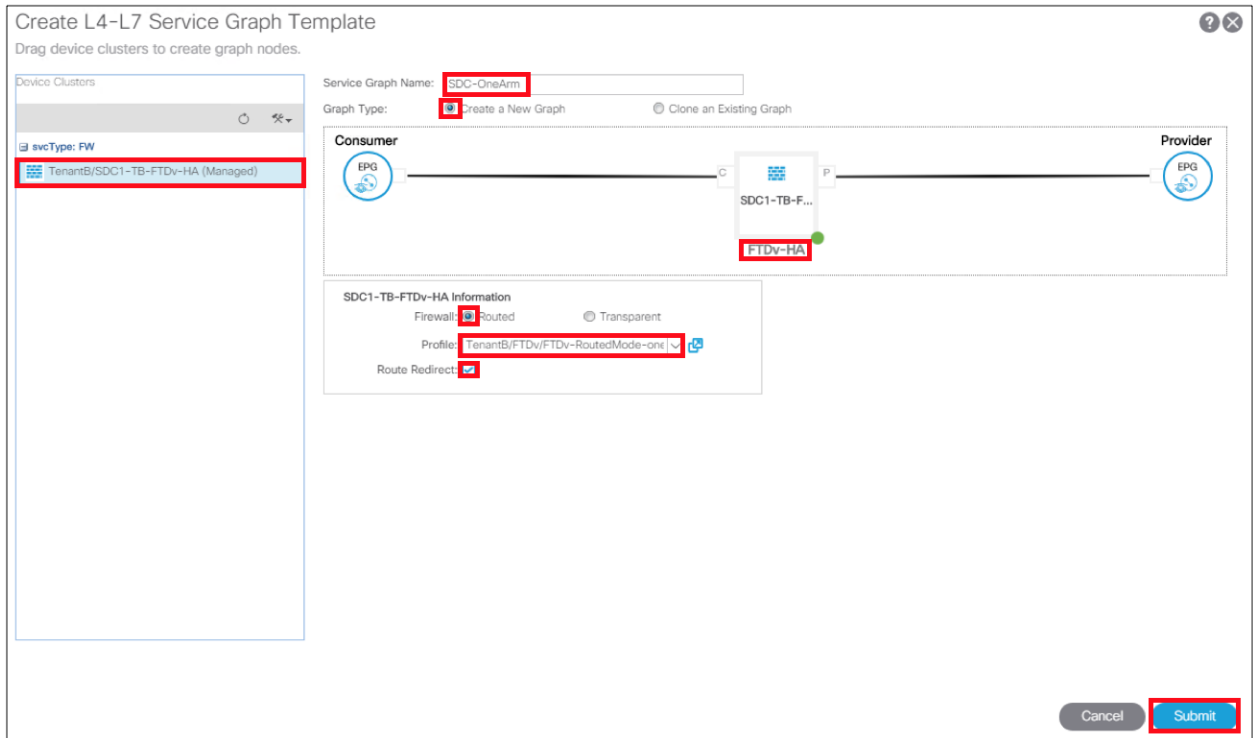 Create L4-L7 Service Graph Template
Drag device clusters to create graph nodes.
Device Clusters
svcType: FW
TenantB/SDC1-TB-FTDv-HA (Managed)
Service Graph Name: SDC-OneArm
Graph Type: Create a New Graph Clone an Existing Graph
Consumer Provider
EPG EPG
C P
SDC1-TB-F...
FTDv-HA
SDC1-TB-FTDv-HA Information
Firewall: Routed Transparent
Profile: TenantB/FTDv/FTDv-RoutedMode-one
Route Redirect:
Cancel Submit